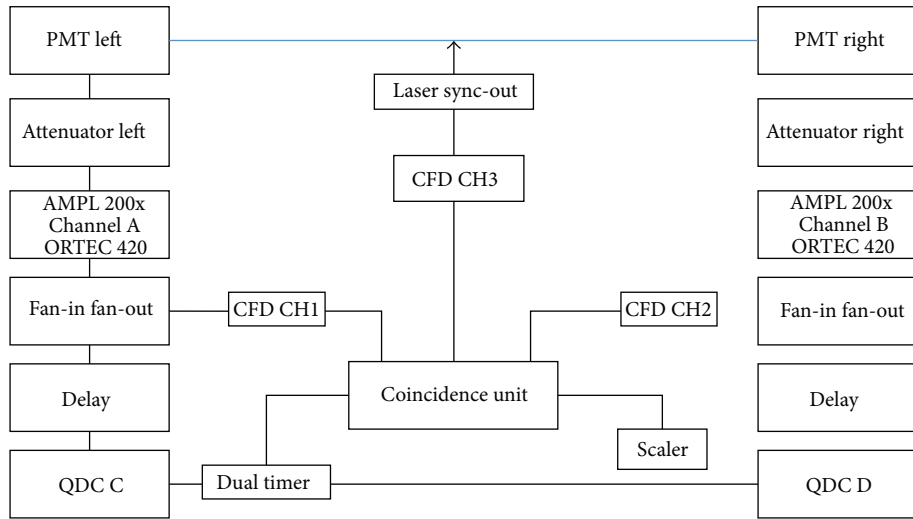 PMT left
PMT right
Laser sync-out
Attenuator left
Attenuator right
CFD CH3
AMPL 200x
Channel A
ORTEC 420
AMPL 200x
Channel B
ORTEC 420
Fan-in fan-out
CFD CH1
CFD CH2
Fan-in fan-out
Delay
Coincidence unit
Delay
Scaler
QDC C
Dual timer
QDC D